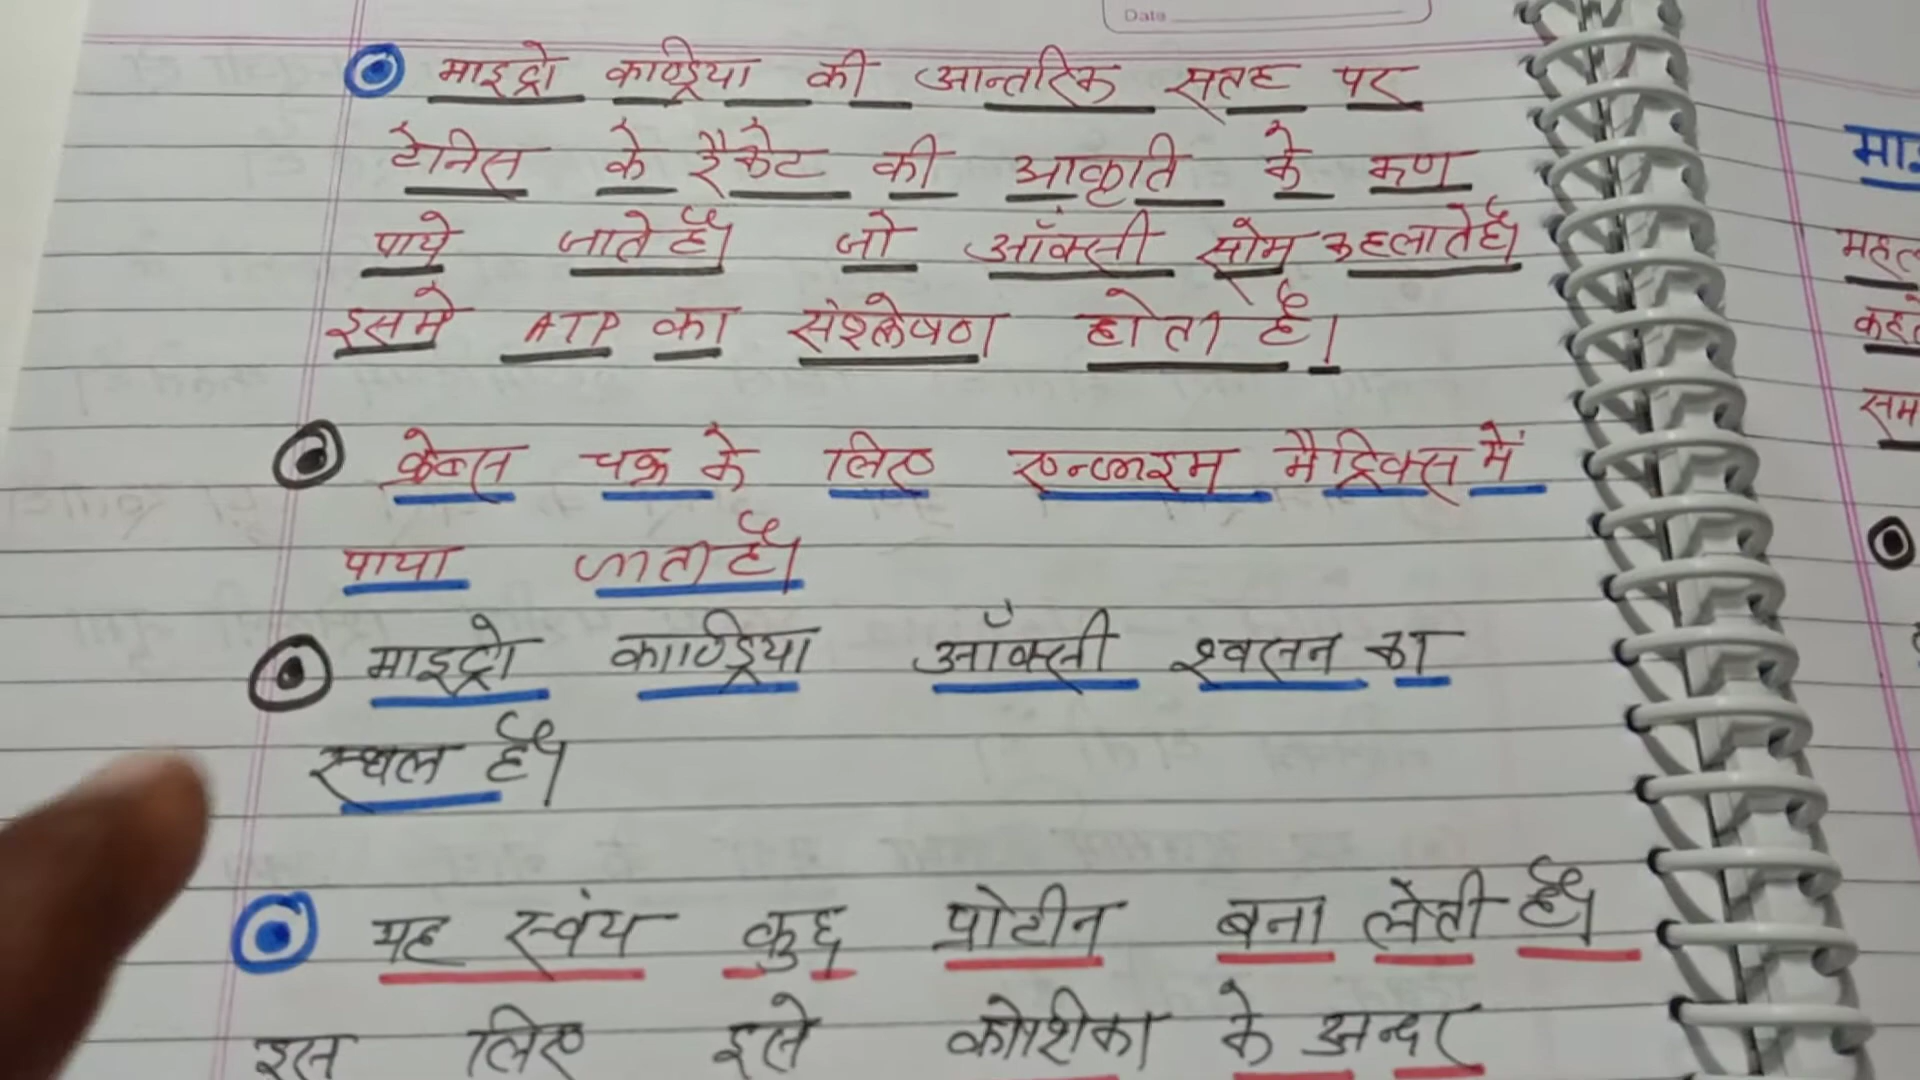 Date
माइट्रो काण्ड्रिया की आन्तरिक सतह पर
टेनिस के रैकेट की आकृति के कण
पाये जाते है। जो ऑक्सी सोम कहलाते है।
इसमे ATP का संश्लेषण होता है।
क्रेब्स चक्र के लिए एन्जाइम मैट्रिक्स में
पाया जाता है।
माइट्रो काण्ड्रिया ऑक्सी श्वसन का
स्थल है।
यह स्वंय कुछ प्रोटीन बना लेती है।
इस लिए इसे कोशिका के अन्दर